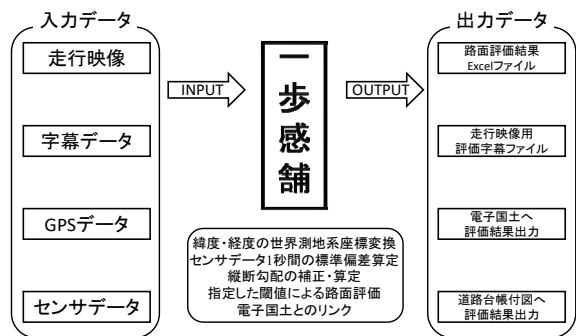 入力データ
走行映像
字幕データ
GPSデータ
センサデータ
INPUT
一歩感舗
緯度・経度の世界測地系座標変換
センサデータ1秒間の標準偏差算定
縦断勾配の補正・算定
指定した閾値による路面評価
電子国土とのリンク
OUTPUT
出力データ
路面評価結果
Excelファイル
走行映像用
評価字幕ファイル
電子国土へ
評価結果出力
道路台帳付図へ
評価結果出力